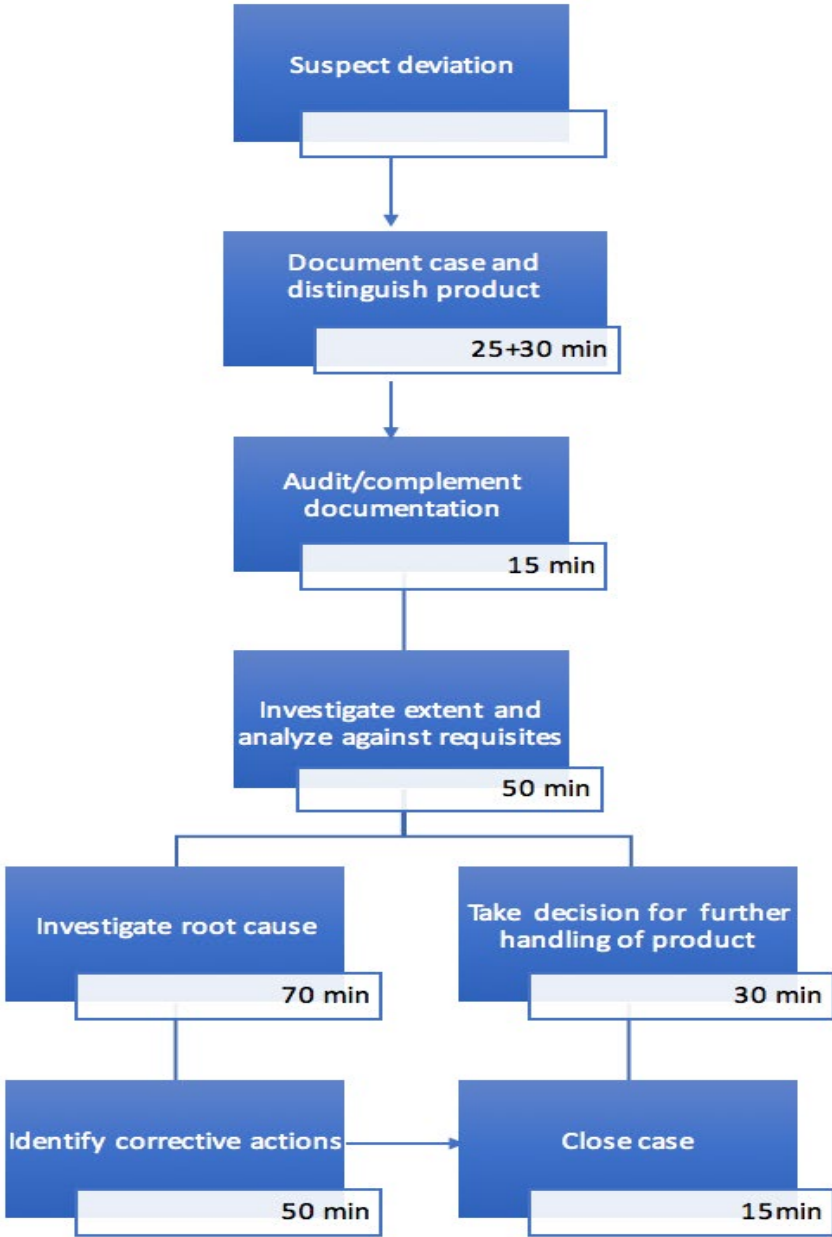 Suspect deviation
Document case and
distinguish product
25+30 min
Audit/complement
documentation
15 min
Investigate extent and
analyze against requisites
50 min
Investigate root cause
70 min
Take decision for further
handling of product
30 min
Identify corrective actions
50 min
Close case
15min